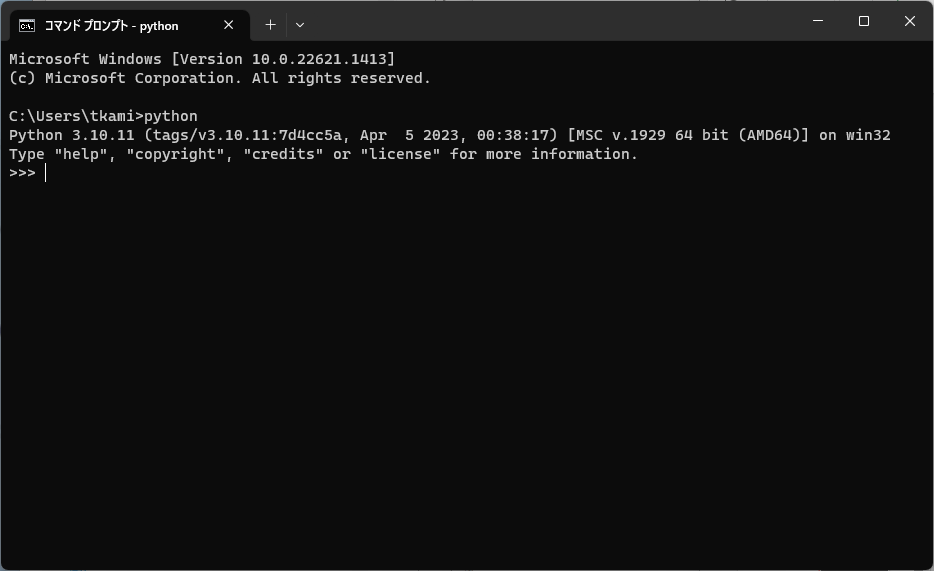 コマンド プロンプト - python
Microsoft Windows [Version 10.0.22621.1413]
(c) Microsoft Corporation. All rights reserved.
C:\Users\tkami>python
Python 3.10.11 (tags/v3.10.11:7d4cc5a, Apr  5 2023, 00:38:17) [MSC v.1929 64 bit (AMD64)] on win32
Type "help", "copyright", "credits" or "license" for more information.
>>>